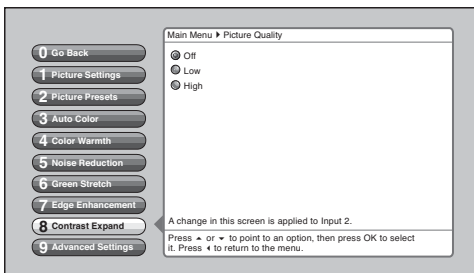 Main Menu ▸ Picture Quality
0 Go Back
1 Picture Settings
2 Picture Presets
3 Auto Color
4 Color Warmth
5 Noise Reduction
6 Green Stretch
7 Edge Enhancement
8 Contrast Expand
9 Advanced Settings
Off
Low
High
A change in this screen is applied to Input 2.
Press ▴ or ▾ to point to an option, then press OK to select
it. Press ◂ to return to the menu.